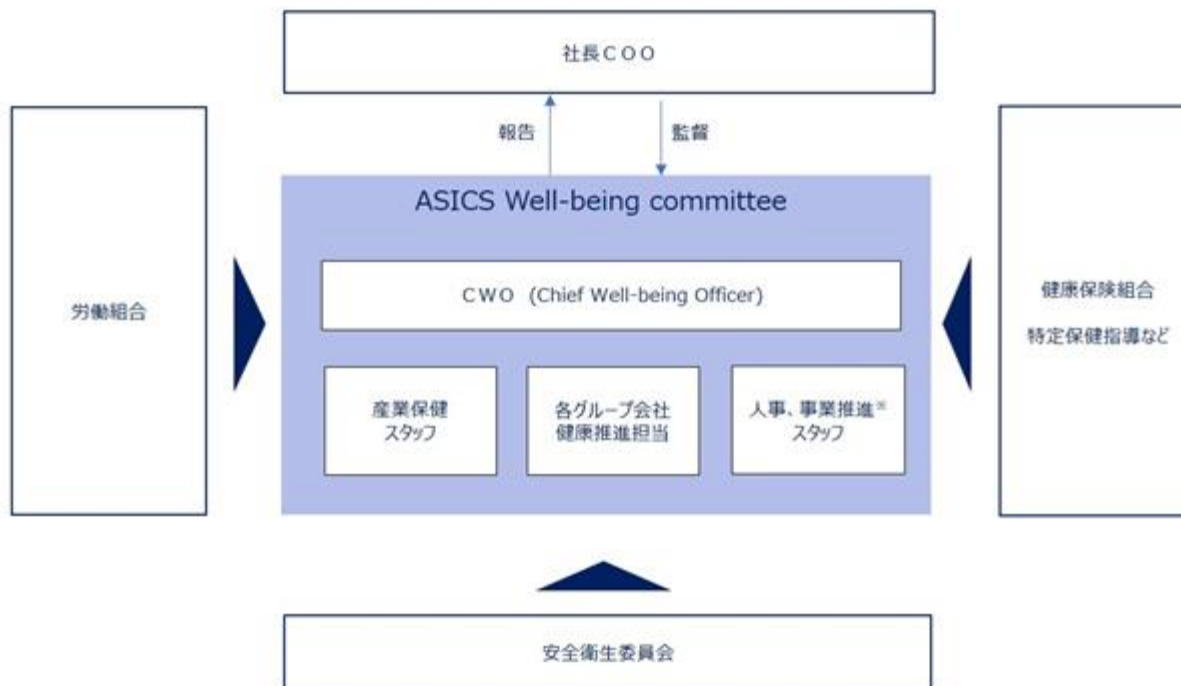 社長ＣＯＯ
報告
監督
ASICS Well-being committee
ＣＷＯ (Chief Well-being Officer)
産業保健
スタッフ
各グループ会社
健康推進担当
人事、事業推進※
スタッフ
労働組合
健康保険組合
特定保健指導など
安全衛生委員会